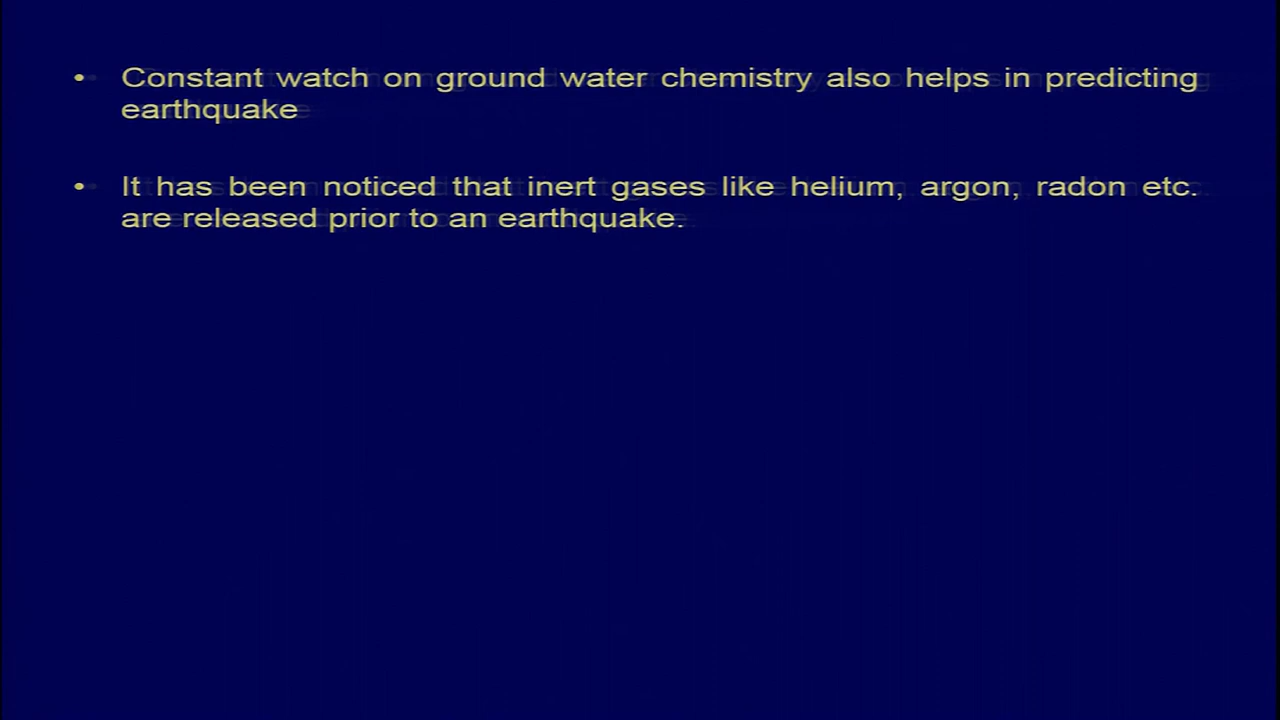 • Constant watch on ground water chemistry also helps in predicting
earthquake
• It has been noticed that inert gases like helium, argon, radon etc.
are released prior to an earthquake.